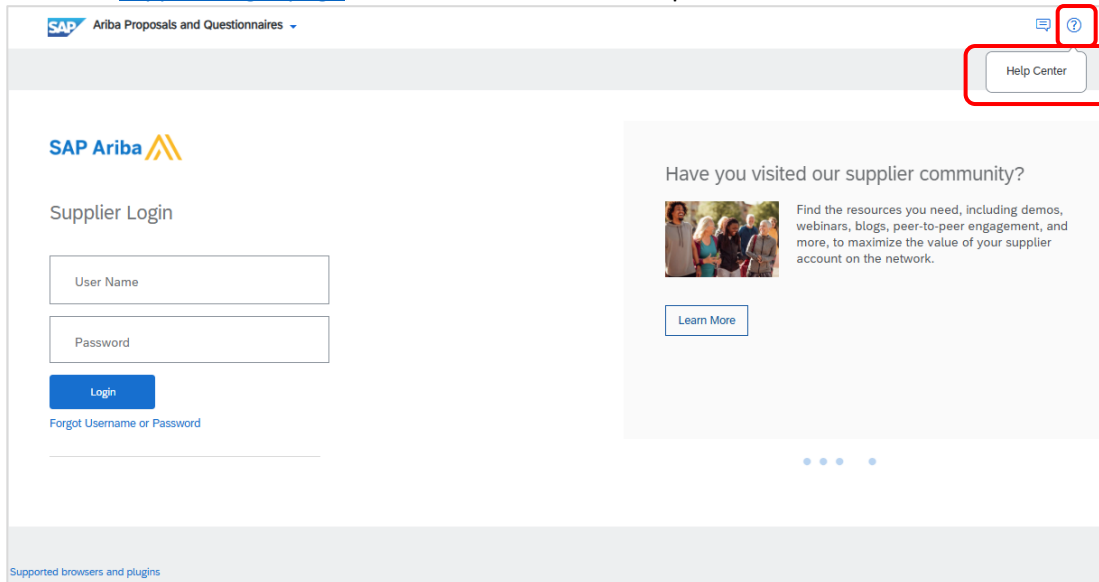 SAP Ariba Proposals and Questionnaires
?
Help Center
SAP Ariba
Have you visited our supplier community?
Supplier Login
Find the resources you need, including demos,
webinars, blogs, peer-to-peer engagement, and
more, to maximize the value of your supplier
account on the network.
User Name
Learn More
Password
Login
Forgot Username or Password
Supported browsers and plugins